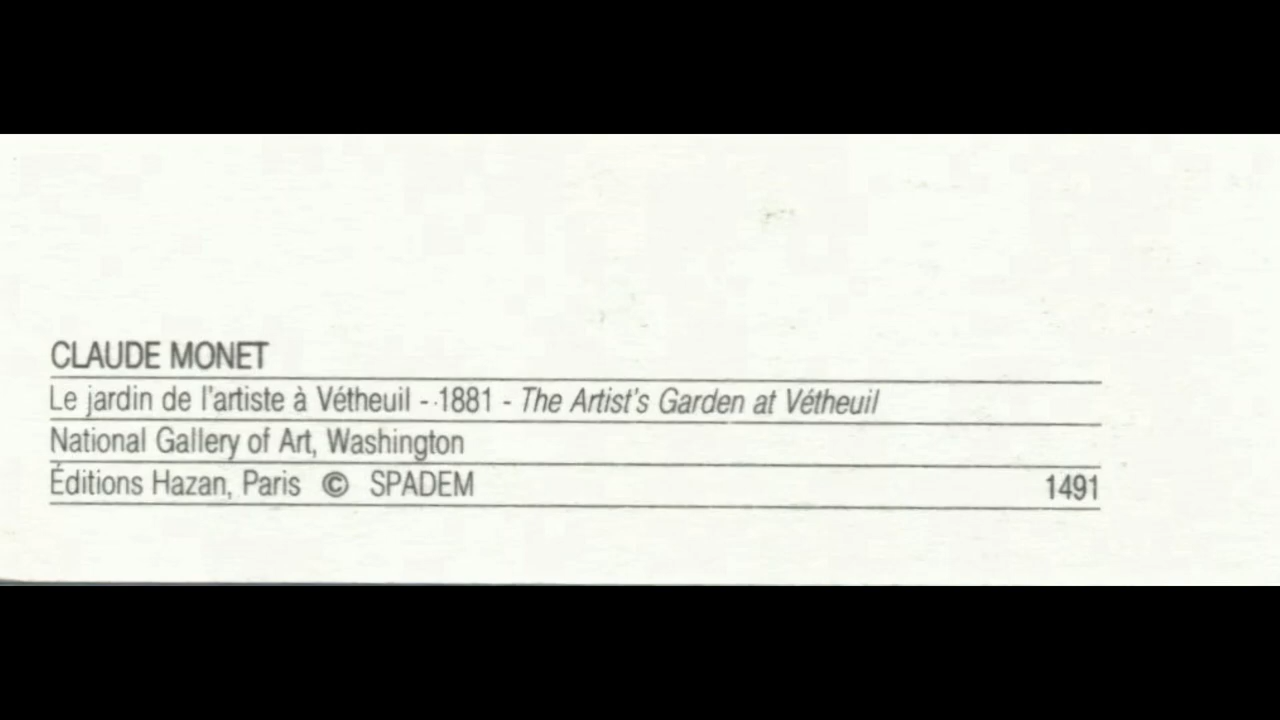 CLAUDE MONET
Le jardin de l'artiste à Vétheuil - 1881 - The Artist's Garden at Vétheuil
National Gallery of Art, Washington
Éditions Hazan, Paris © SPADEM 1491